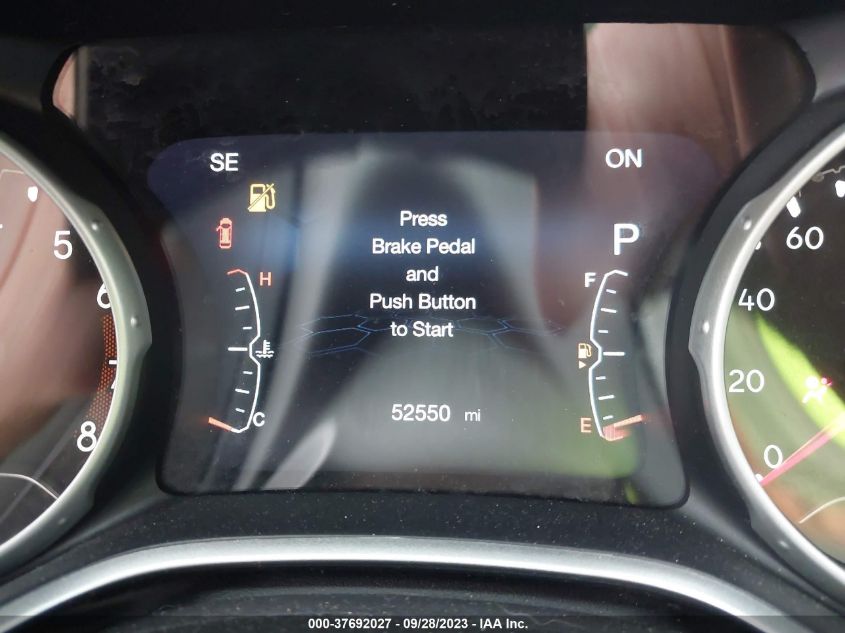 SE
ON
Press
Brake Pedal
and
Push Button
to Start
P
5
6
7
8
H
C
F
E
60
40
20
0
52550 mi
000-37692027 / 09/28/2023 / IAA Inc.